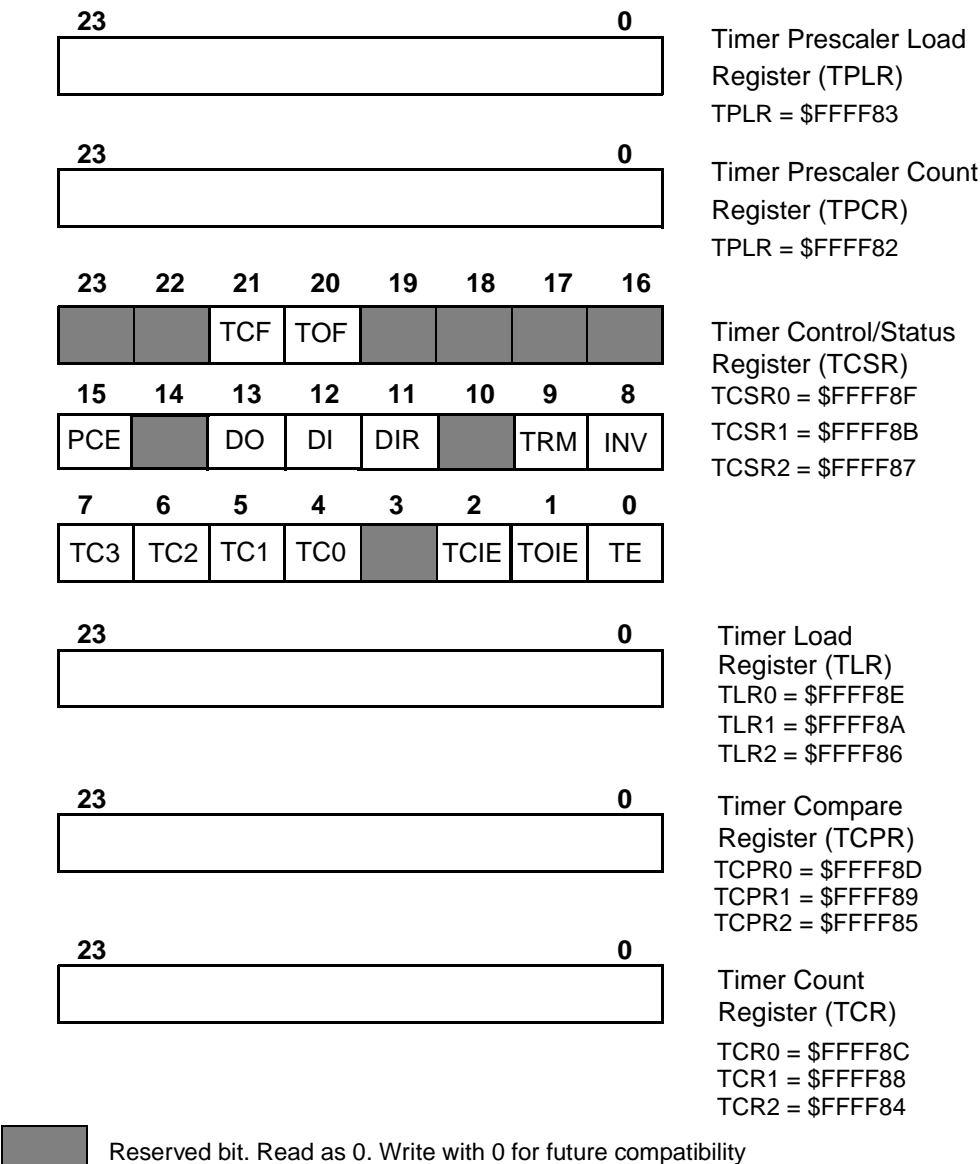 23 0
Timer Prescaler Load
Register (TPLR)
TPLR = $FFFF83
23 0
Timer Prescaler Count
Register (TPCR)
TPLR = $FFFF82
23 22 21 20 19 18 17 16
TCF TOF
Timer Control/Status
Register (TCSR)
TCSR0 = $FFFF8F
TCSR1 = $FFFF8B
TCSR2 = $FFFF87
15 14 13 12 11 10 9 8
PCE DO DI DIR TRM INV
7 6 5 4 3 2 1 0
TC3 TC2 TC1 TC0 TCIE TOIE TE
23 0
Timer Load
Register (TLR)
TLR0 = $FFFF8E
TLR1 = $FFFF8A
TLR2 = $FFFF86
23 0
Timer Compare
Register (TCPR)
TCPR0 = $FFFF8D
TCPR1 = $FFFF89
TCPR2 = $FFFF85
23 0
Timer Count
Register (TCR)
TCR0 = $FFFF8C
TCR1 = $FFFF88
TCR2 = $FFFF84
Reserved bit. Read as 0. Write with 0 for future compatibility